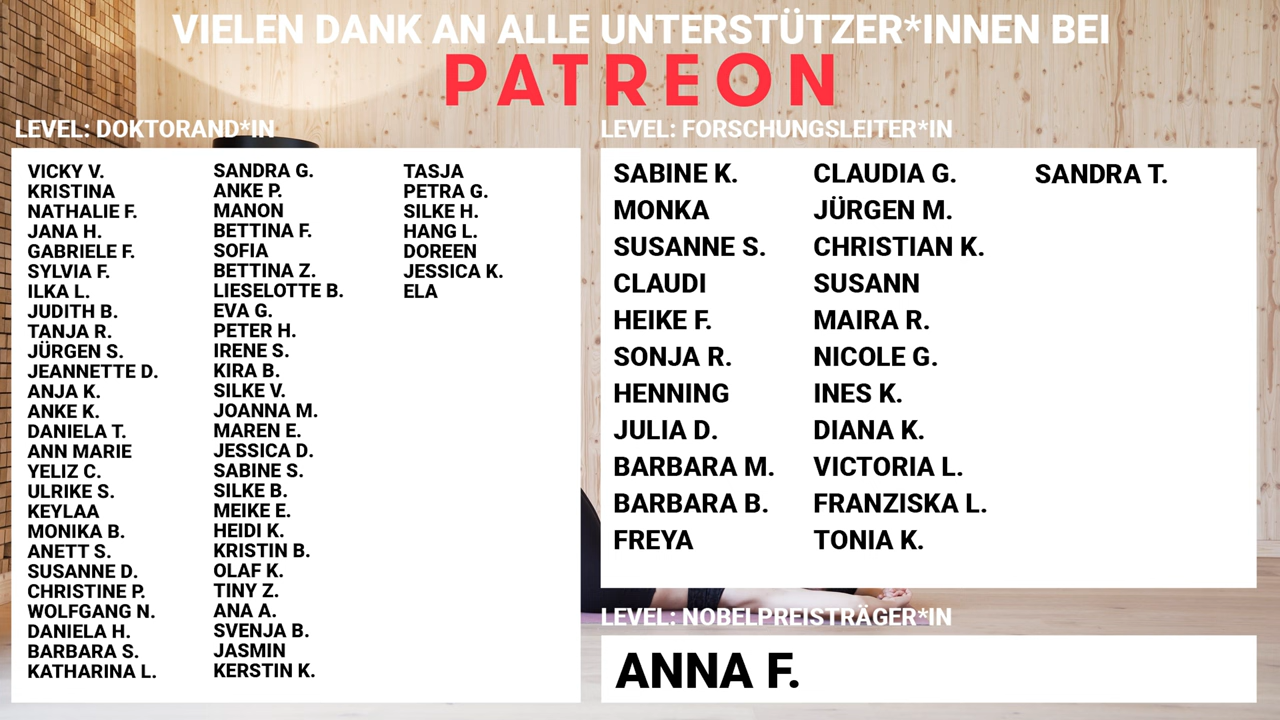 VIELEN DANK AN ALLE UNTERSTÜTZER*INNEN BEI
PATREON
LEVEL: DOKTORAND*IN
VICKY V.
KRISTINA
NATHALIE F.
JANA H.
GABRIELE F.
SYLVIA F.
ILKA L.
JUDITH B.
TANJA R.
JÜRGEN S.
JEANNETTE D.
ANJA K.
ANKE K.
DANIELA T.
ANN MARIE
YELIZ C.
ULRIKE S.
KEYLAA
MONIKA B.
ANETT S.
SUSANNE D.
CHRISTINE P.
WOLFGANG N.
DANIELA H.
BARBARA S.
KATHARINA L.
SANDRA G.
ANKE P.
MANON
BETTINA F.
SOFIA
BETTINA Z.
LIESELOTTE B.
EVA G.
PETER H.
IRENE S.
KIRA B.
SILKE V.
JOANNA M.
MAREN E.
JESSICA D.
SABINE S.
SILKE B.
MEIKE E.
HEIDI K.
KRISTIN B.
OLAF K.
TINY Z.
ANA A.
SVENJA B.
JASMIN
KERSTIN K.
TASJA
PETRA G.
SILKE H.
HANG L.
DOREEN
JESSICA K.
ELA
LEVEL: FORSCHUNGSLEITER*IN
SABINE K.
MONKA
SUSANNE S.
CLAUDI
HEIKE F.
SONJA R.
HENNING
JULIA D.
BARBARA M.
BARBARA B.
FREYA
CLAUDIA G.
JÜRGEN M.
CHRISTIAN K.
SUSANN
MAIRA R.
NICOLE G.
INES K.
DIANA K.
VICTORIA L.
FRANZISKA L.
TONIA K.
SANDRA T.
LEVEL: NOBELPREISTRÄGER*IN
ANNA F.